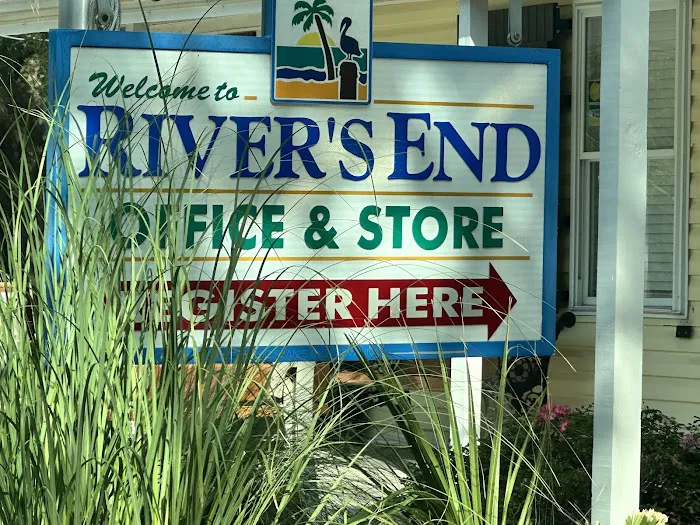 Welcome to
RIVER'S END
OFFICE & STORE
REGISTER HERE